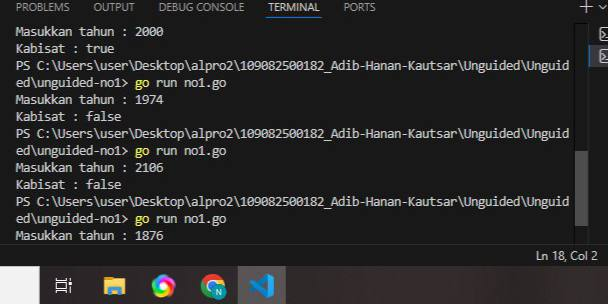 PROBLEMS OUTPUT DEBUG CONSOLE TERMINAL PORTS
Masukkan tahun : 2000
Kabisat : true
PS C:\Users\user\Desktop\alpro2\109082500182_Adib-Hanan-Kautsar\Unguided\Unguid
ed\unguided-no1> go run no1.go
Masukkan tahun : 1974
Kabisat : false
PS C:\Users\user\Desktop\alpro2\109082500182_Adib-Hanan-Kautsar\Unguided\Unguid
ed\unguided-no1> go run no1.go
Masukkan tahun : 2106
Kabisat : false
PS C:\Users\user\Desktop\alpro2\109082500182_Adib-Hanan-Kautsar\Unguided\Unguid
ed\unguided-no1> go run no1.go
Masukkan tahun : 1876
Ln 18, Col 2
N